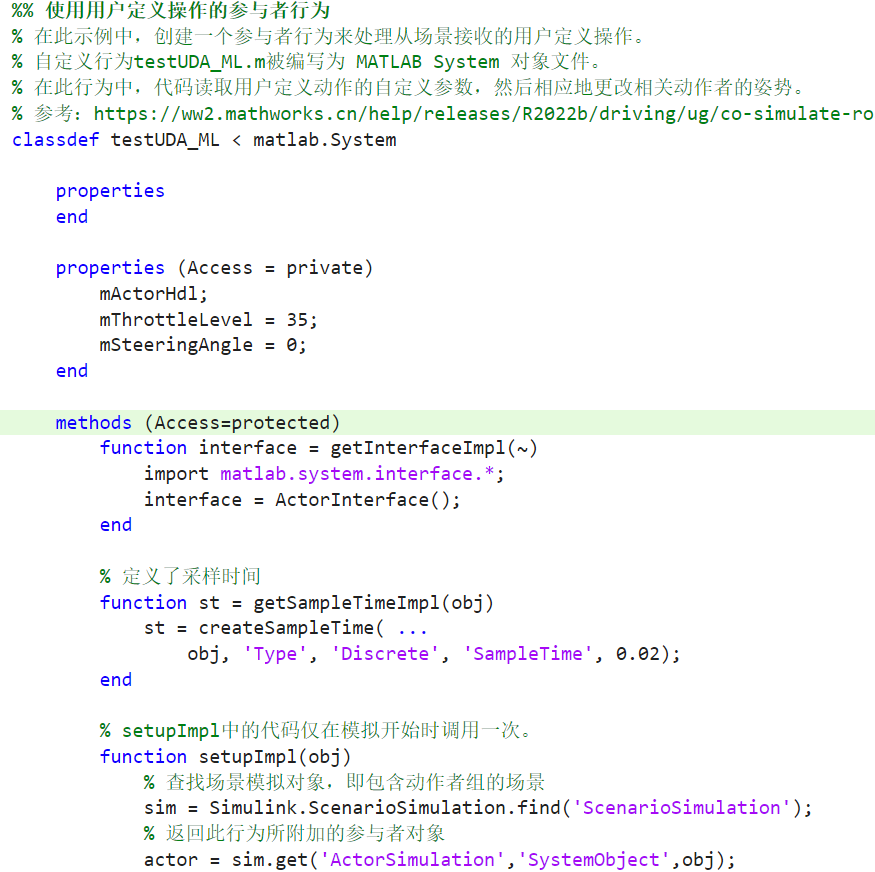 %% 使用用户定义操作的参与者行为
% 在此示例中，创建一个参与者行为来处理从场景接收的用户定义操作。
% 自定义行为testUDA_ML.m被编写为 MATLAB System 对象文件。
% 在此行为中，代码读取用户定义动作的自定义参数，然后相应地更改相关动作者的姿势。
% 参考：https://ww2.mathworks.cn/help/releases/R2022b/driving/ug/co-simulate-ro
classdef testUDA_ML < matlab.System
properties
end
properties (Access = private)
mActorHdl;
mThrottleLevel = 35;
mSteeringAngle = 0;
end
methods (Access=protected)
function interface = getInterfaceImpl(~)
import matlab.system.interface.*;
interface = ActorInterface();
end
% 定义了采样时间
function st = getSampleTimeImpl(obj)
st = createSampleTime( ...
obj, 'Type', 'Discrete', 'SampleTime', 0.02);
end
% setupImpl中的代码仅在模拟开始时调用一次。
function setupImpl(obj)
% 查找场景模拟对象，即包含动作者组的场景
sim = Simulink.ScenarioSimulation.find('ScenarioSimulation');
% 返回此行为所附加的参与者对象
actor = sim.get('ActorSimulation','SystemObject',obj);